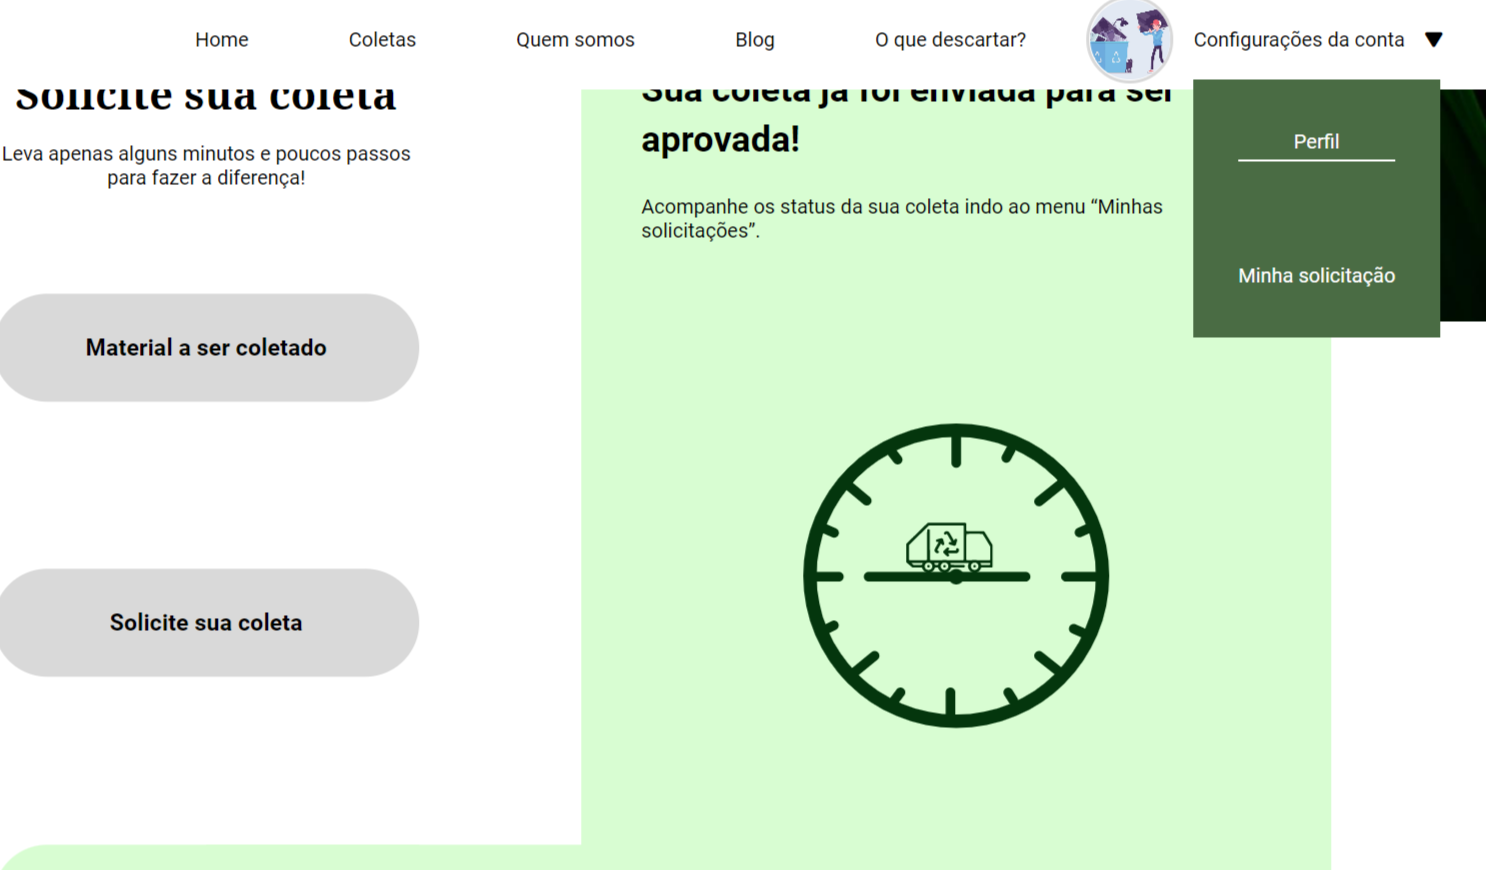 Home
Coletas
Quem somos
Blog
O que descartar?
Configurações da conta
Perfil
Minha solicitação
Solicite sua coleta
Leva apenas alguns minutos e poucos passos
para fazer a diferença!
Material a ser coletado
Solicite sua coleta
Sua coleta já foi enviada para ser
aprovada!
Acompanhe os status da sua coleta indo ao menu “Minhas
solicitações”.